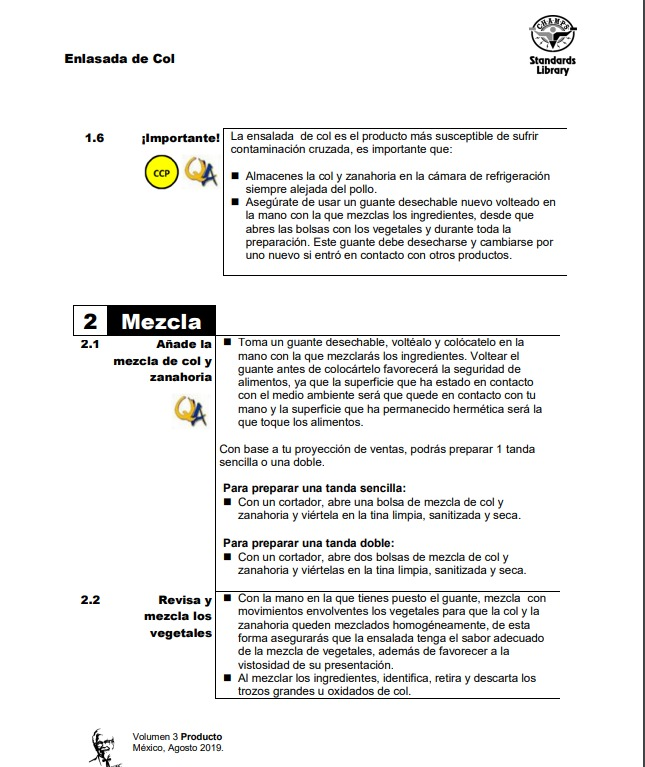 CHAMPS
Standards
Library
Enlasada de Col
1.6 ¡Importante!
CCP
QA
La ensalada de col es el producto más susceptible de sufrir
contaminación cruzada, es importante que:
■ Almacenes la col y zanahoria en la cámara de refrigeración
siempre alejada del pollo.
■ Asegúrate de usar un guante desechable nuevo volteado en
la mano con la que mezclas los ingredientes, desde que
abres las bolsas con los vegetales y durante toda la
preparación. Este guante debe desecharse y cambiarse por
uno nuevo si entró en contacto con otros productos.
2 Mezcla
2.1 Añade la
mezcla de col y
zanahoria
QA
■ Toma un guante desechable, voltéalo y colócatelo en la
mano con la que mezclarás los ingredientes. Voltear el
guante antes de colocártelo favorecerá la seguridad de
alimentos, ya que la superficie que ha estado en contacto
con el medio ambiente será que quede en contacto con tu
mano y la superficie que ha permanecido hermética será la
que toque los alimentos.
Con base a tu proyección de ventas, podrás preparar 1 tanda
sencilla o una doble.
Para preparar una tanda sencilla:
■ Con un cortador, abre una bolsa de mezcla de col y
zanahoria y viértela en la tina limpia, sanitizada y seca.
Para preparar una tanda doble:
■ Con un cortador, abre dos bolsas de mezcla de col y
zanahoria y viértelas en la tina limpia, sanitizada y seca.
2.2 Revisa y
mezcla los
vegetales
■ Con la mano en la que tienes puesto el guante, mezcla con
movimientos envolventes los vegetales para que la col y la
zanahoria queden mezclados homogéneamente, de esta
forma asegurarás que la ensalada tenga el sabor adecuado
de la mezcla de vegetales, además de favorecer a la
vistosidad de su presentación.
■ Al mezclar los ingredientes, identifica, retira y descarta los
trozos grandes u oxidados de col.
Volumen 3 Producto
México, Agosto 2019.